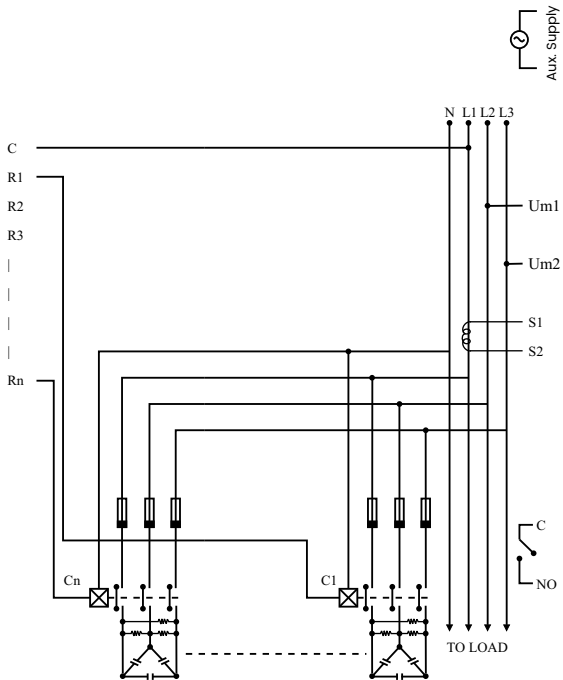 Aux. Supply
N L1 L2 L3
C
R1
R2
Um1
R3
Um2
|
|
|
S1
|
S2
Rn
C
NO
Cn
C1
TO LOAD